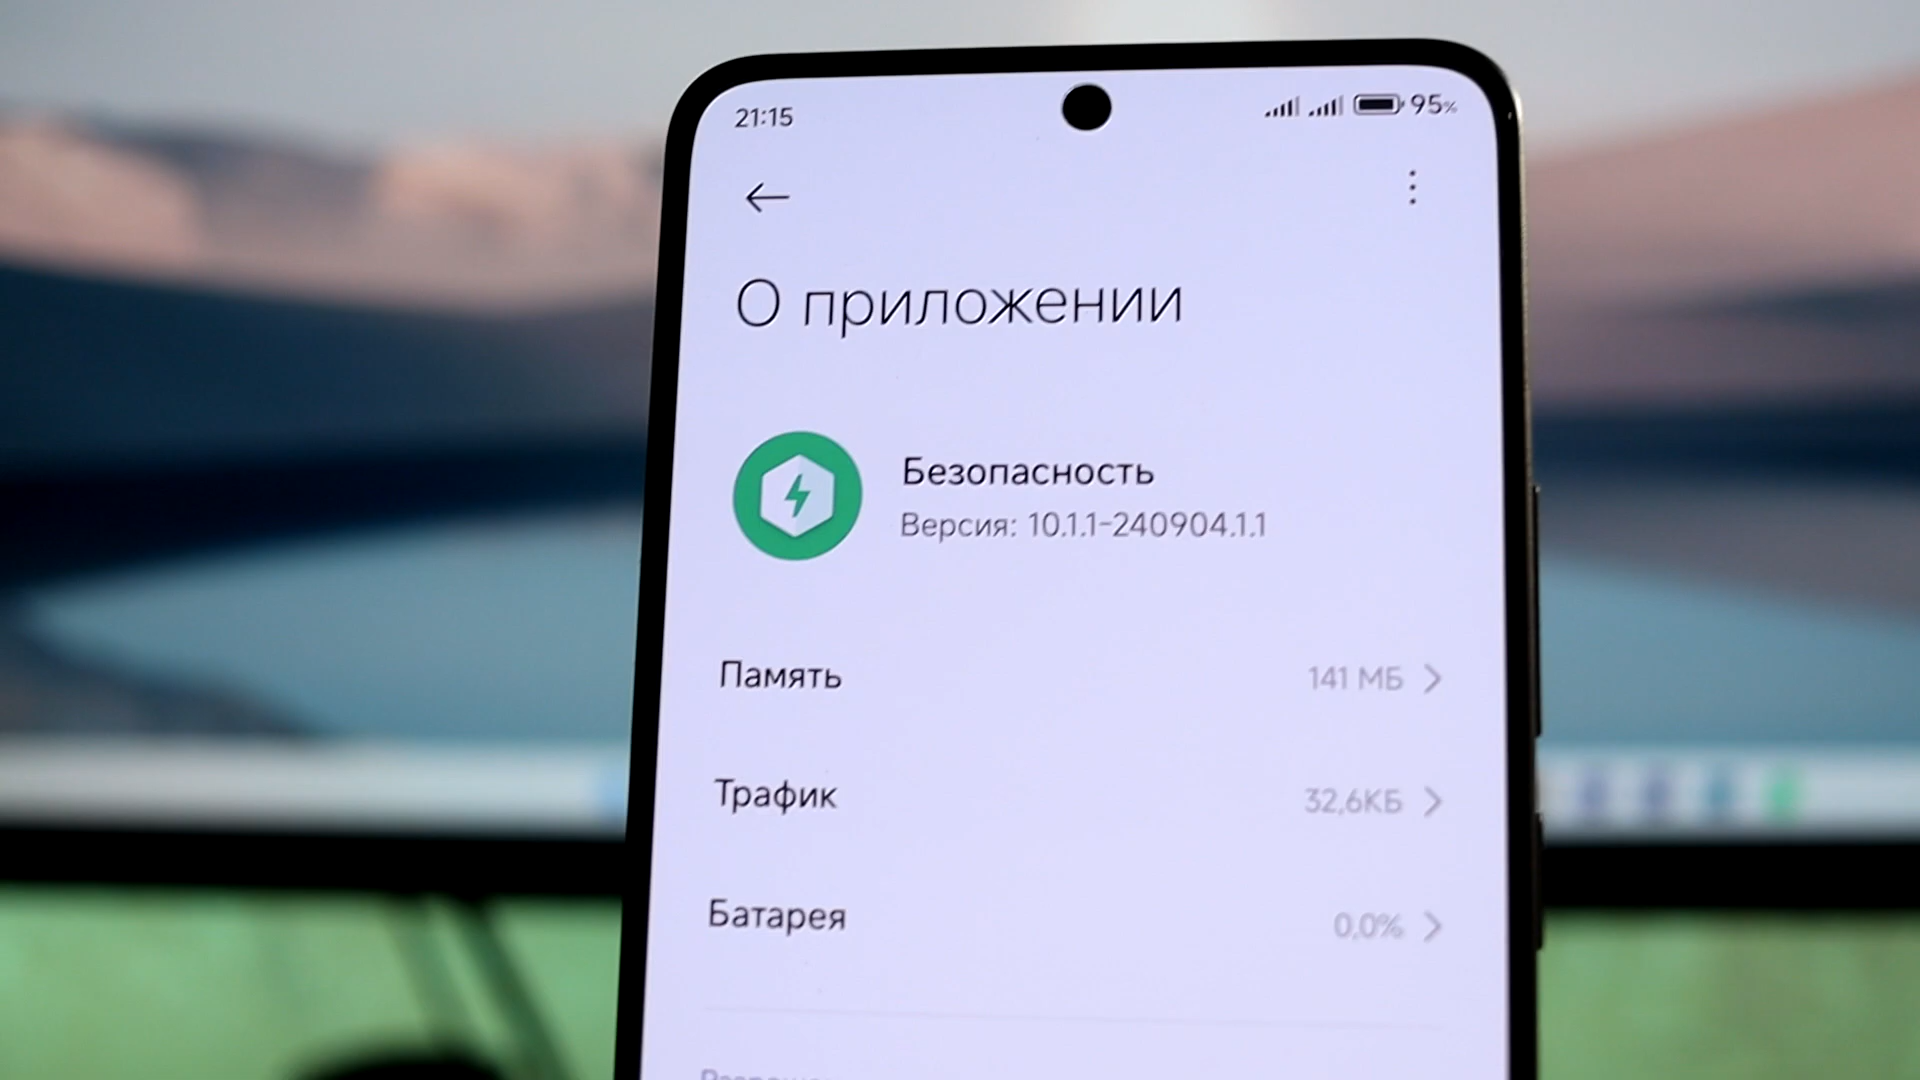 21:15
95%
О приложении
Безопасность
Версия: 10.1.1-240904.1.1
Память 141 МБ
Трафик 32,6КБ
Батарея 0,0%